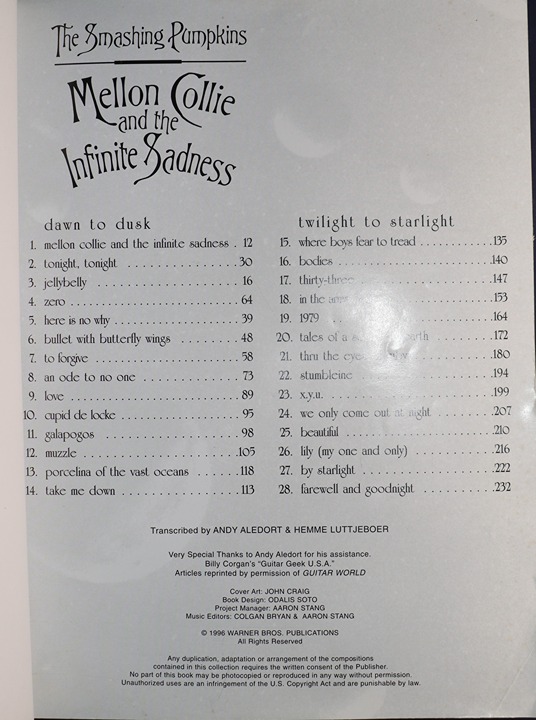 The Smashing Pumpkins
Mellon Collie
and the
Infinite Sadness
dawn to dusk
1. mellon collie and the infinite sadness . 12
2. tonight, tonight . . . . . . . . . . . . . 30
3. jellybelly . . . . . . . . . . . . . . . . 16
4. zero . . . . . . . . . . . . . . . . . . . 64
5. here is no why . . . . . . . . . . . . . . 39
6. bullet with butterfly wings . . . . . . . 48
7. to forgive . . . . . . . . . . . . . . . . 58
8. an ode to no one . . . . . . . . . . . . 73
9. love . . . . . . . . . . . . . . . . . . . 89
10. cupid de locke . . . . . . . . . . . . . 95
11. galapogos . . . . . . . . . . . . . . . 98
12. muzzle . . . . . . . . . . . . . . . . . 105
13. porcelina of the vast oceans . . . . . . 118
14. take me down . . . . . . . . . . . . . . 113
twilight to starlight
15. where boys fear to tread . . . . . . . . . 135
16. bodies . . . . . . . . . . . . . . . . . 140
17. thirty-three . . . . . . . . . . . . . . 147
18. in the . . . . . . . . . . 153
19. 1979 . . . . . . . . . . . . . . . . . . 164
20. tales of a . . . . . . . 172
21. thru the eyes . . . . . . . 180
22. stumbleine . . . . . . . . . . . . . . . 194
23. x.y.u. . . . . . . . . . . . . . . . . . 199
24. we only come out at night . . . . . . . . 207
25. beautiful . . . . . . . . . . . . . . . . 210
26. lily (my one and only) . . . . . . . . . . 216
27. by starlight . . . . . . . . . . . . . . 222
28. farewell and goodnight . . . . . . . . . 232
Transcribed by ANDY ALEDORT & HEMME LUTTJEBOER
Very Special Thanks to Andy Aledort for his assistance.
Billy Corgan's "Guitar Geek U.S.A."
Articles reprinted by permission of GUITAR WORLD
Cover Art: JOHN CRAIG
Book Design: ODALIS SOTO
Project Manager: AARON STANG
Music Editors: COLGAN BRYAN & AARON STANG
© 1996 WARNER BROS. PUBLICATIONS
All Rights Reserved
Any duplication, adaptation or arrangement of the compositions
contained in this collection requires the written consent of the Publisher.
No part of this book may be photocopied or reproduced in any way without permission.
Unauthorized uses are an infringement of the U.S. Copyright Act and are punishable by law.